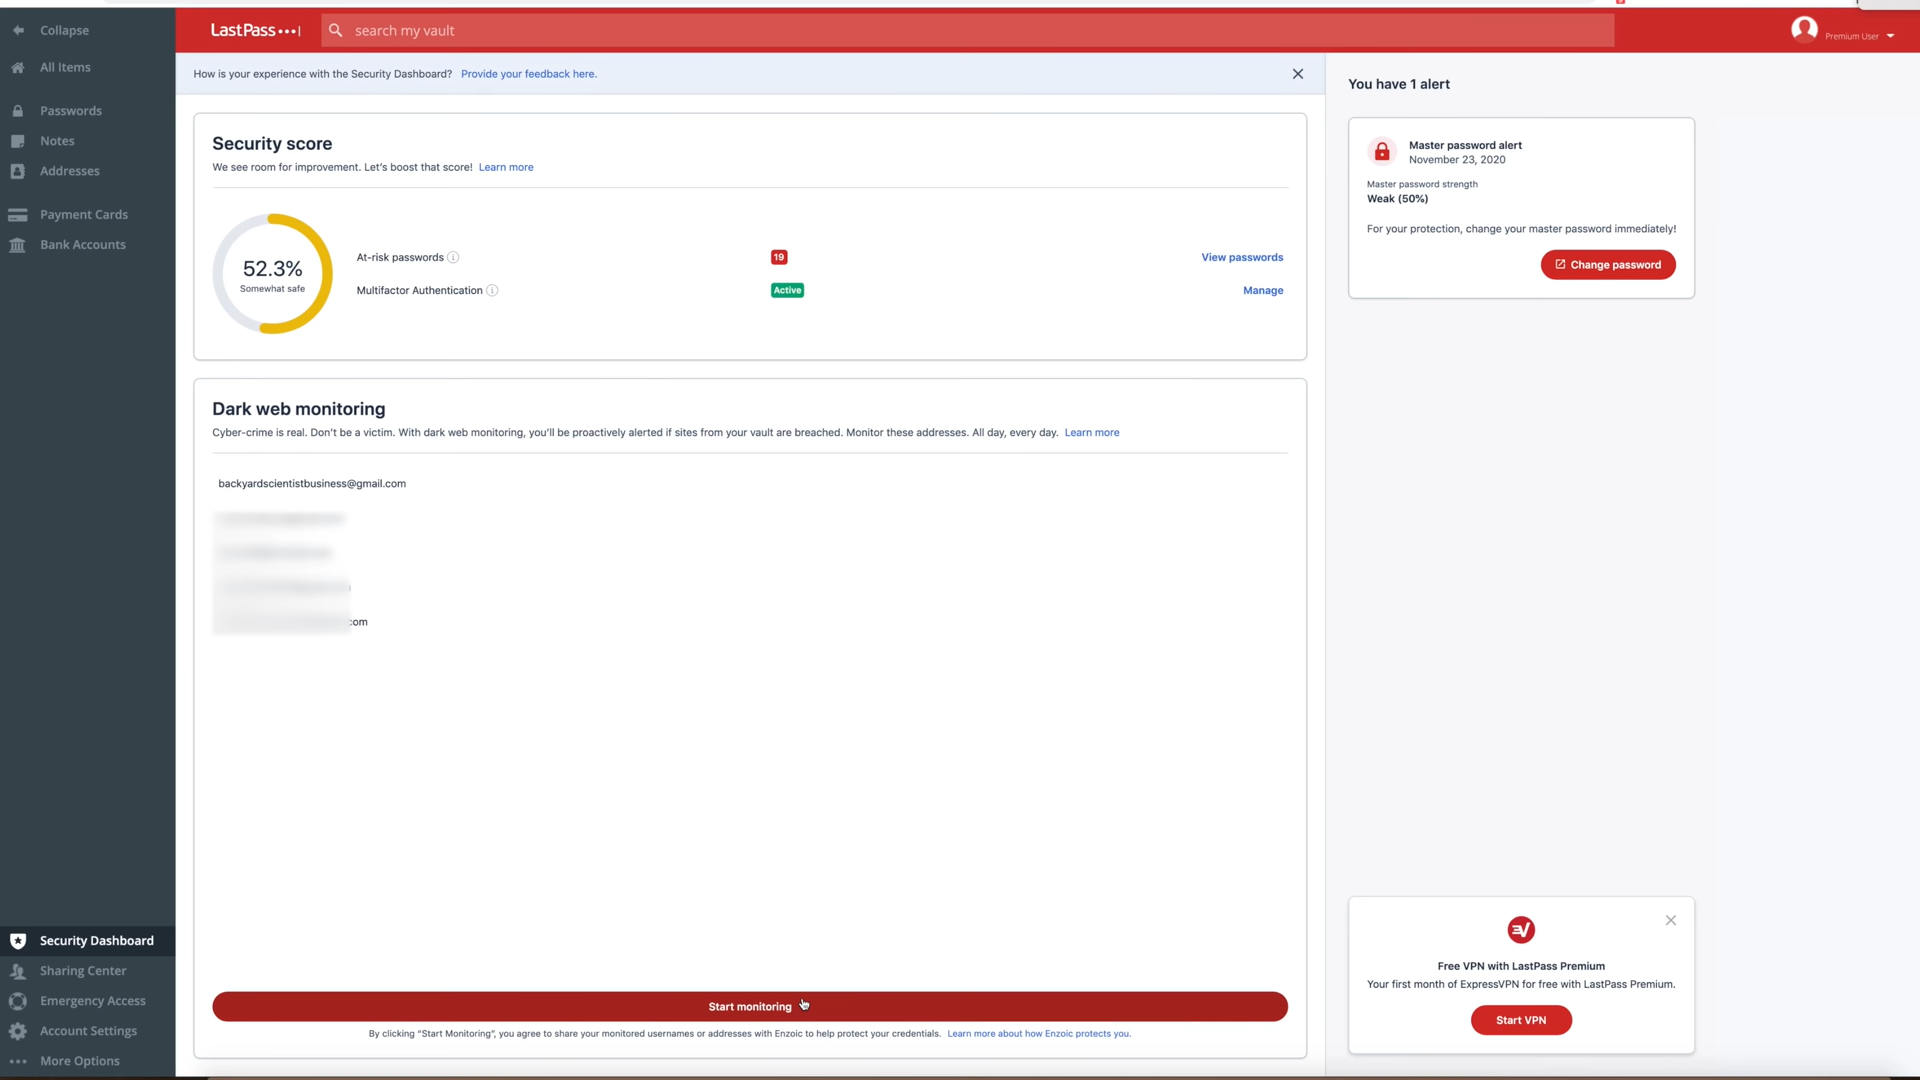 Collapse
All Items
Passwords
Notes
Addresses
Payment Cards
Bank Accounts
Security Dashboard
Sharing Center
Emergency Access
Account Settings
More Options
LastPass
search my vault
Premium User
How is your experience with the Security Dashboard? Provide your feedback here.
Security score
We see room for improvement. Let's boost that score! Learn more
52.3%
Somewhat safe
At-risk passwords 19 View passwords
Multifactor Authentication Active Manage
Dark web monitoring
Cyber-crime is real. Don't be a victim. With dark web monitoring, you'll be proactively alerted if sites from your vault are breached. Monitor these addresses. All day, every day. Learn more
backyardscientistbusiness@gmail.com
com
Start monitoring
By clicking "Start Monitoring", you agree to share your monitored usernames or addresses with Enzoic to help protect your credentials. Learn more about how Enzoic protects you.
You have 1 alert
Master password alert
November 23, 2020
Master password strength
Weak (50%)
For your protection, change your master password immediately!
Change password
Free VPN with LastPass Premium
Your first month of ExpressVPN for free with LastPass Premium.
Start VPN